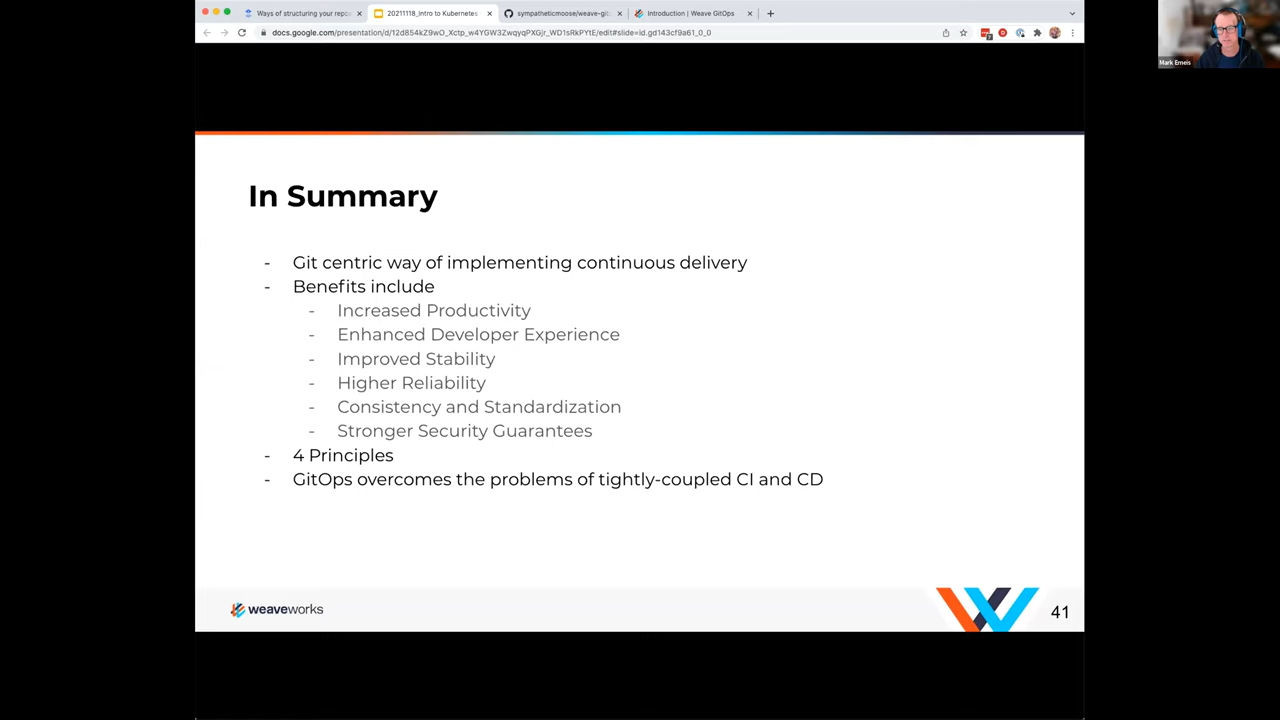 Ways of structuring your repo
20211118_Intro to Kubernetes
sympatheticmoose/weave-git
Introduction | Weave GitOps
docs.google.com/presentation/d/12d854kZ9wO_Xctp_w4YGW3ZwqyqPXGjr_WD1sRkPYtE/edit#slide=id.gd143cf9a61_0_0
Mark Emeis
In Summary
- Git centric way of implementing continuous delivery
- Benefits include
- Increased Productivity
- Enhanced Developer Experience
- Improved Stability
- Higher Reliability
- Consistency and Standardization
- Stronger Security Guarantees
- 4 Principles
- GitOps overcomes the problems of tightly-coupled CI and CD
weaveworks
41